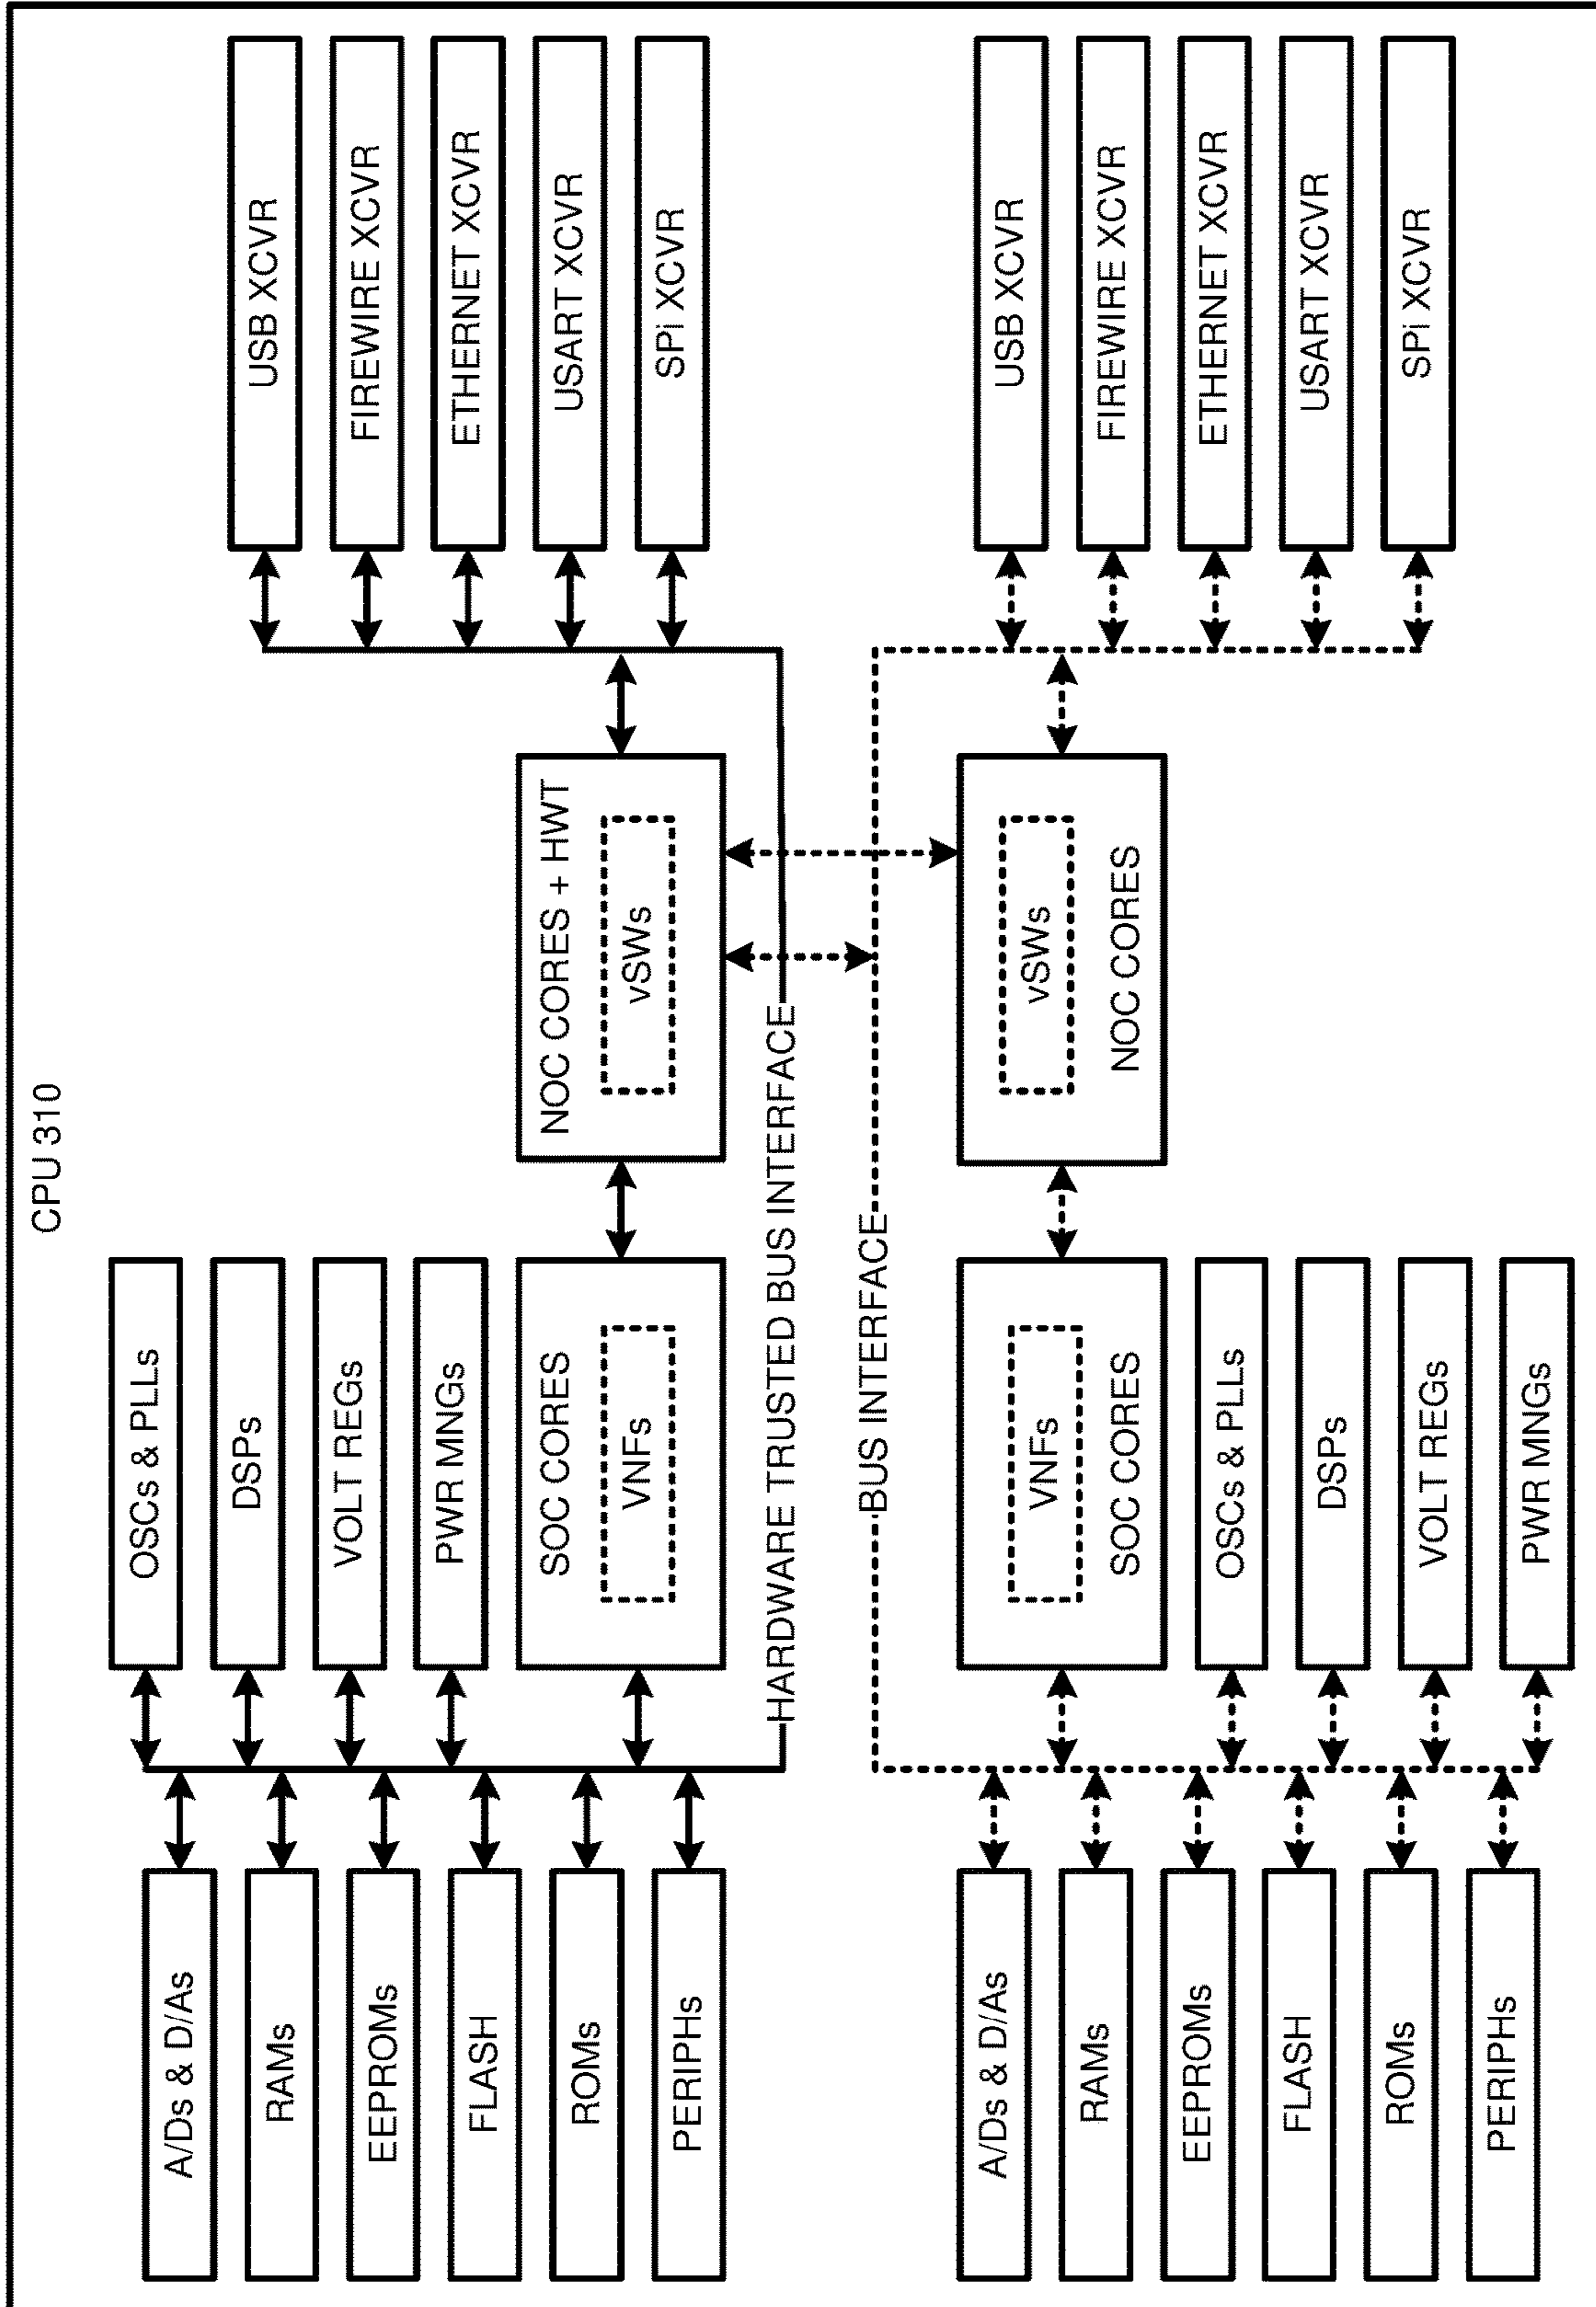 CPU 310
A/Ds & D/As
RAMs
EEPROMs
FLASH
ROMs
PERIPHs
OSCs & PLLs
DSPs
VOLT REGs
PWR MNGs
SOC CORES
VNFs
NOC CORES + HWT
vSWs
USB XCVR
FIREWIRE XCVR
ETHERNET XCVR
USART XCVR
SPi XCVR
HARDWARE TRUSTED BUS INTERFACE
BUS INTERFACE
A/Ds & D/As
RAMs
EEPROMs
FLASH
ROMs
PERIPHs
VNFs
SOC CORES
OSCs & PLLs
DSPs
VOLT REGs
PWR MNGs
vSWs
NOC CORES
USB XCVR
FIREWIRE XCVR
ETHERNET XCVR
USART XCVR
SPi XCVR